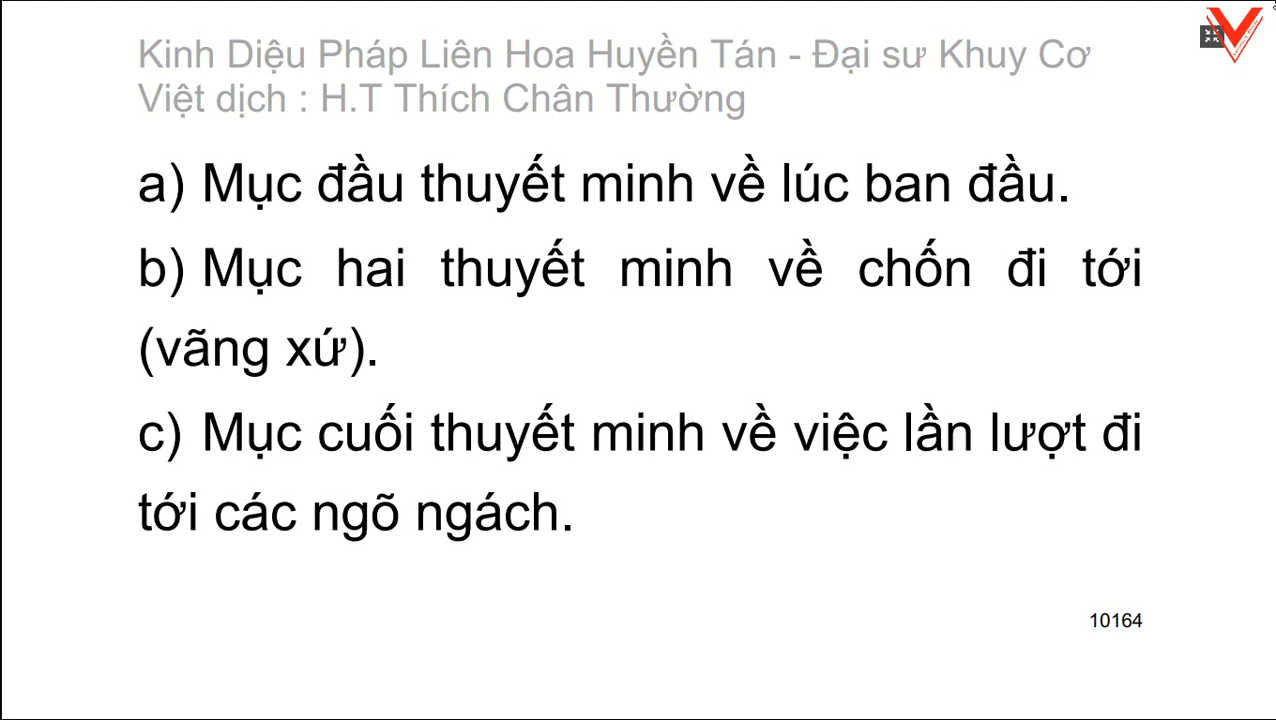 Kinh Diệu Pháp Liên Hoa Huyền Tán - Đại sư Khuy Cơ
Việt dịch : H.T Thích Chân Thường
a) Mục đầu thuyết minh về lúc ban đầu.
b) Mục hai thuyết minh về chốn đi tới
(vãng xứ).
c) Mục cuối thuyết minh về việc lần lượt đi
tới các ngõ ngách.
10164